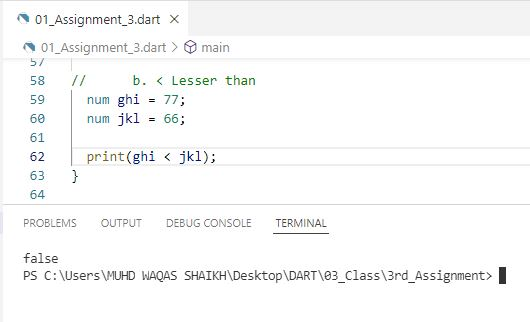 01_Assignment_3.dart ×
01_Assignment_3.dart > main
57
58 // b. < Lesser than
59 num ghi = 77;
60 num jkl = 66;
61
62 print(ghi < jkl);
63 }
64
PROBLEMS OUTPUT DEBUG CONSOLE TERMINAL
false
PS C:\Users\MUHD WAQAS SHAIKH\Desktop\DART\03_Class\3rd_Assignment>